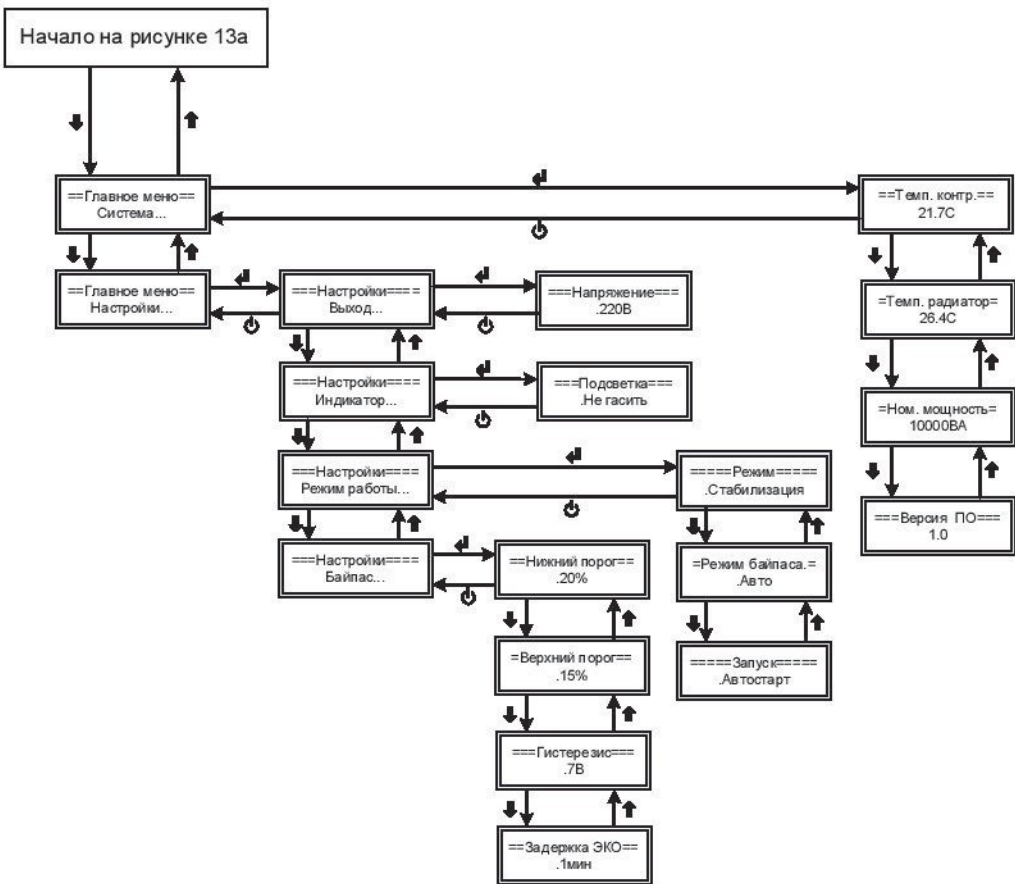 Начало на рисунке 13а
==Главное меню==
Система...
==Темп. контр.==
21.7С
==Главное меню==
Настройки...
===Настройки====
Выход...
===Напряжение===
.220В
=Темп. радиатор=
26.4С
===Настройки====
Индикатор...
===Подсветка===
.Не гасить
=Ном. мощность=
10000ВА
===Настройки====
Режим работы...
=====Режим=====
.Стабилизация
===Версия ПО===
1.0
===Настройки====
Байпас...
==Нижний порог==
.20%
=Режим байпаса.=
.Авто
=Верхний порог==
.15%
=====Запуск=====
.Автостарт
===Гистерезис===
.7В
==Задержка ЭКО==
.1мин